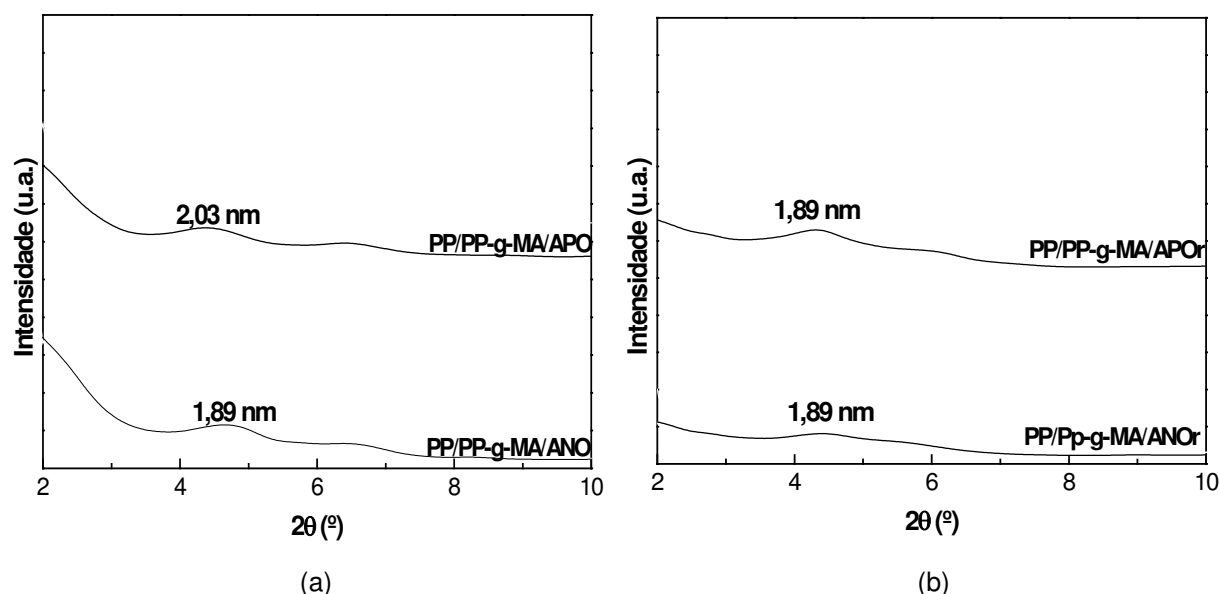 Intensidade (u.a.)
2,03 nm
PP/PP-g-MA/APO
1,89 nm
PP/PP-g-MA/ANO
2 4 6 8 10
2θ (º)
(a)
Intensidade (u.a.)
1,89 nm
PP/PP-g-MA/APOr
1,89 nm
PP/Pp-g-MA/ANOr
2 4 6 8 10
2θ (º)
(b)